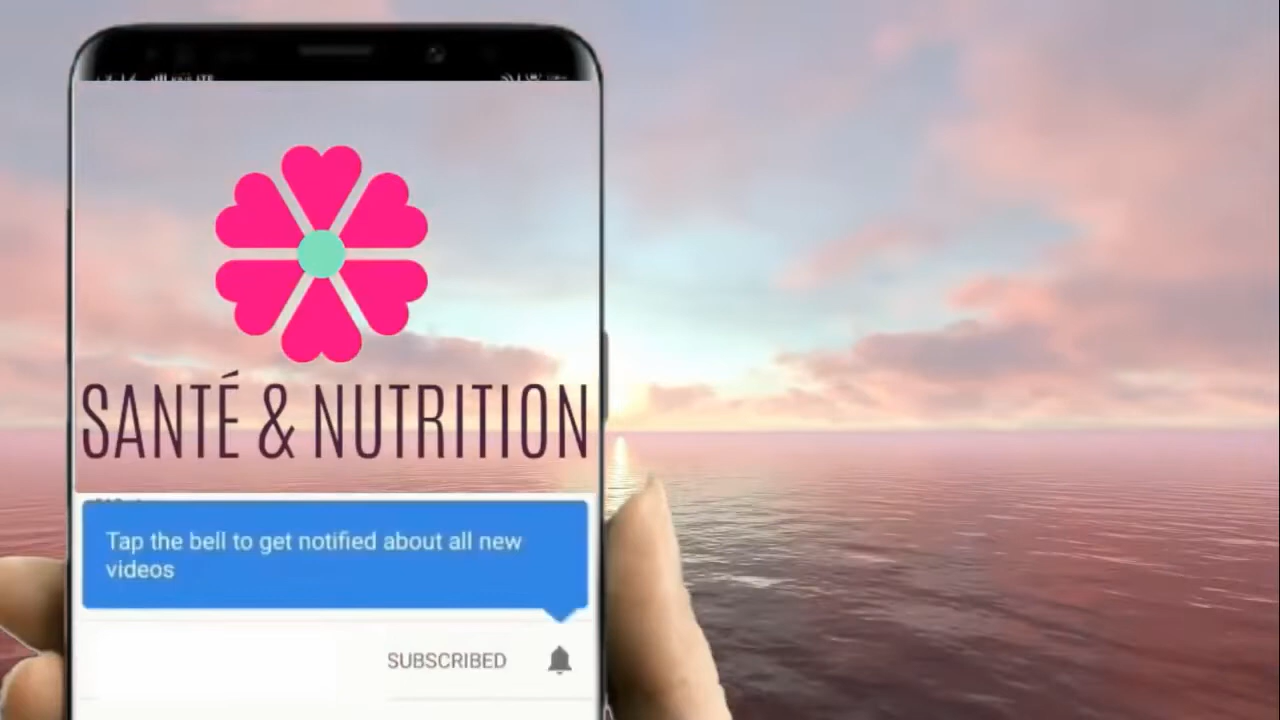 SANTÉ & NUTRITION
Tap the bell to get notified about all new
videos
SUBSCRIBED